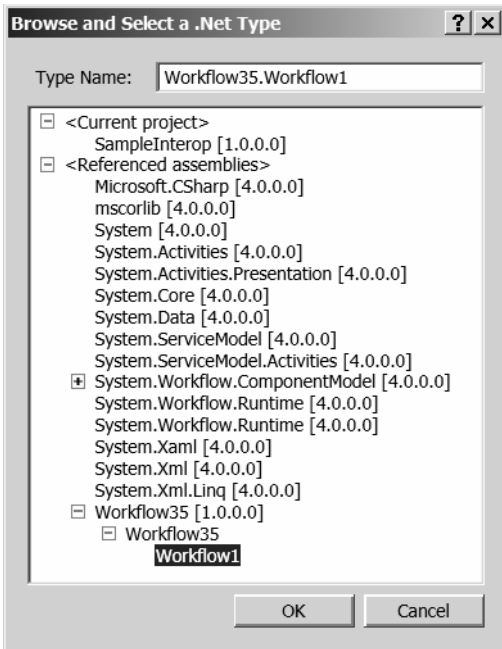 Browse and Select a .Net Type
Type Name: Workflow35.Workflow1
<Current project>
SampleInterop [1.0.0.0]
<Referenced assemblies>
Microsoft.CSharp [4.0.0.0]
mscorlib [4.0.0.0]
System [4.0.0.0]
System.Activities [4.0.0.0]
System.Activities.Presentation [4.0.0.0]
System.Core [4.0.0.0]
System.Data [4.0.0.0]
System.ServiceModel [4.0.0.0]
System.ServiceModel.Activities [4.0.0.0]
System.Workflow.ComponentModel [4.0.0.0]
System.Workflow.Runtime [4.0.0.0]
System.Workflow.Runtime [4.0.0.0]
System.Xaml [4.0.0.0]
System.Xml [4.0.0.0]
System.Xml.Linq [4.0.0.0]
Workflow35 [1.0.0.0]
Workflow35
Workflow1
OK Cancel